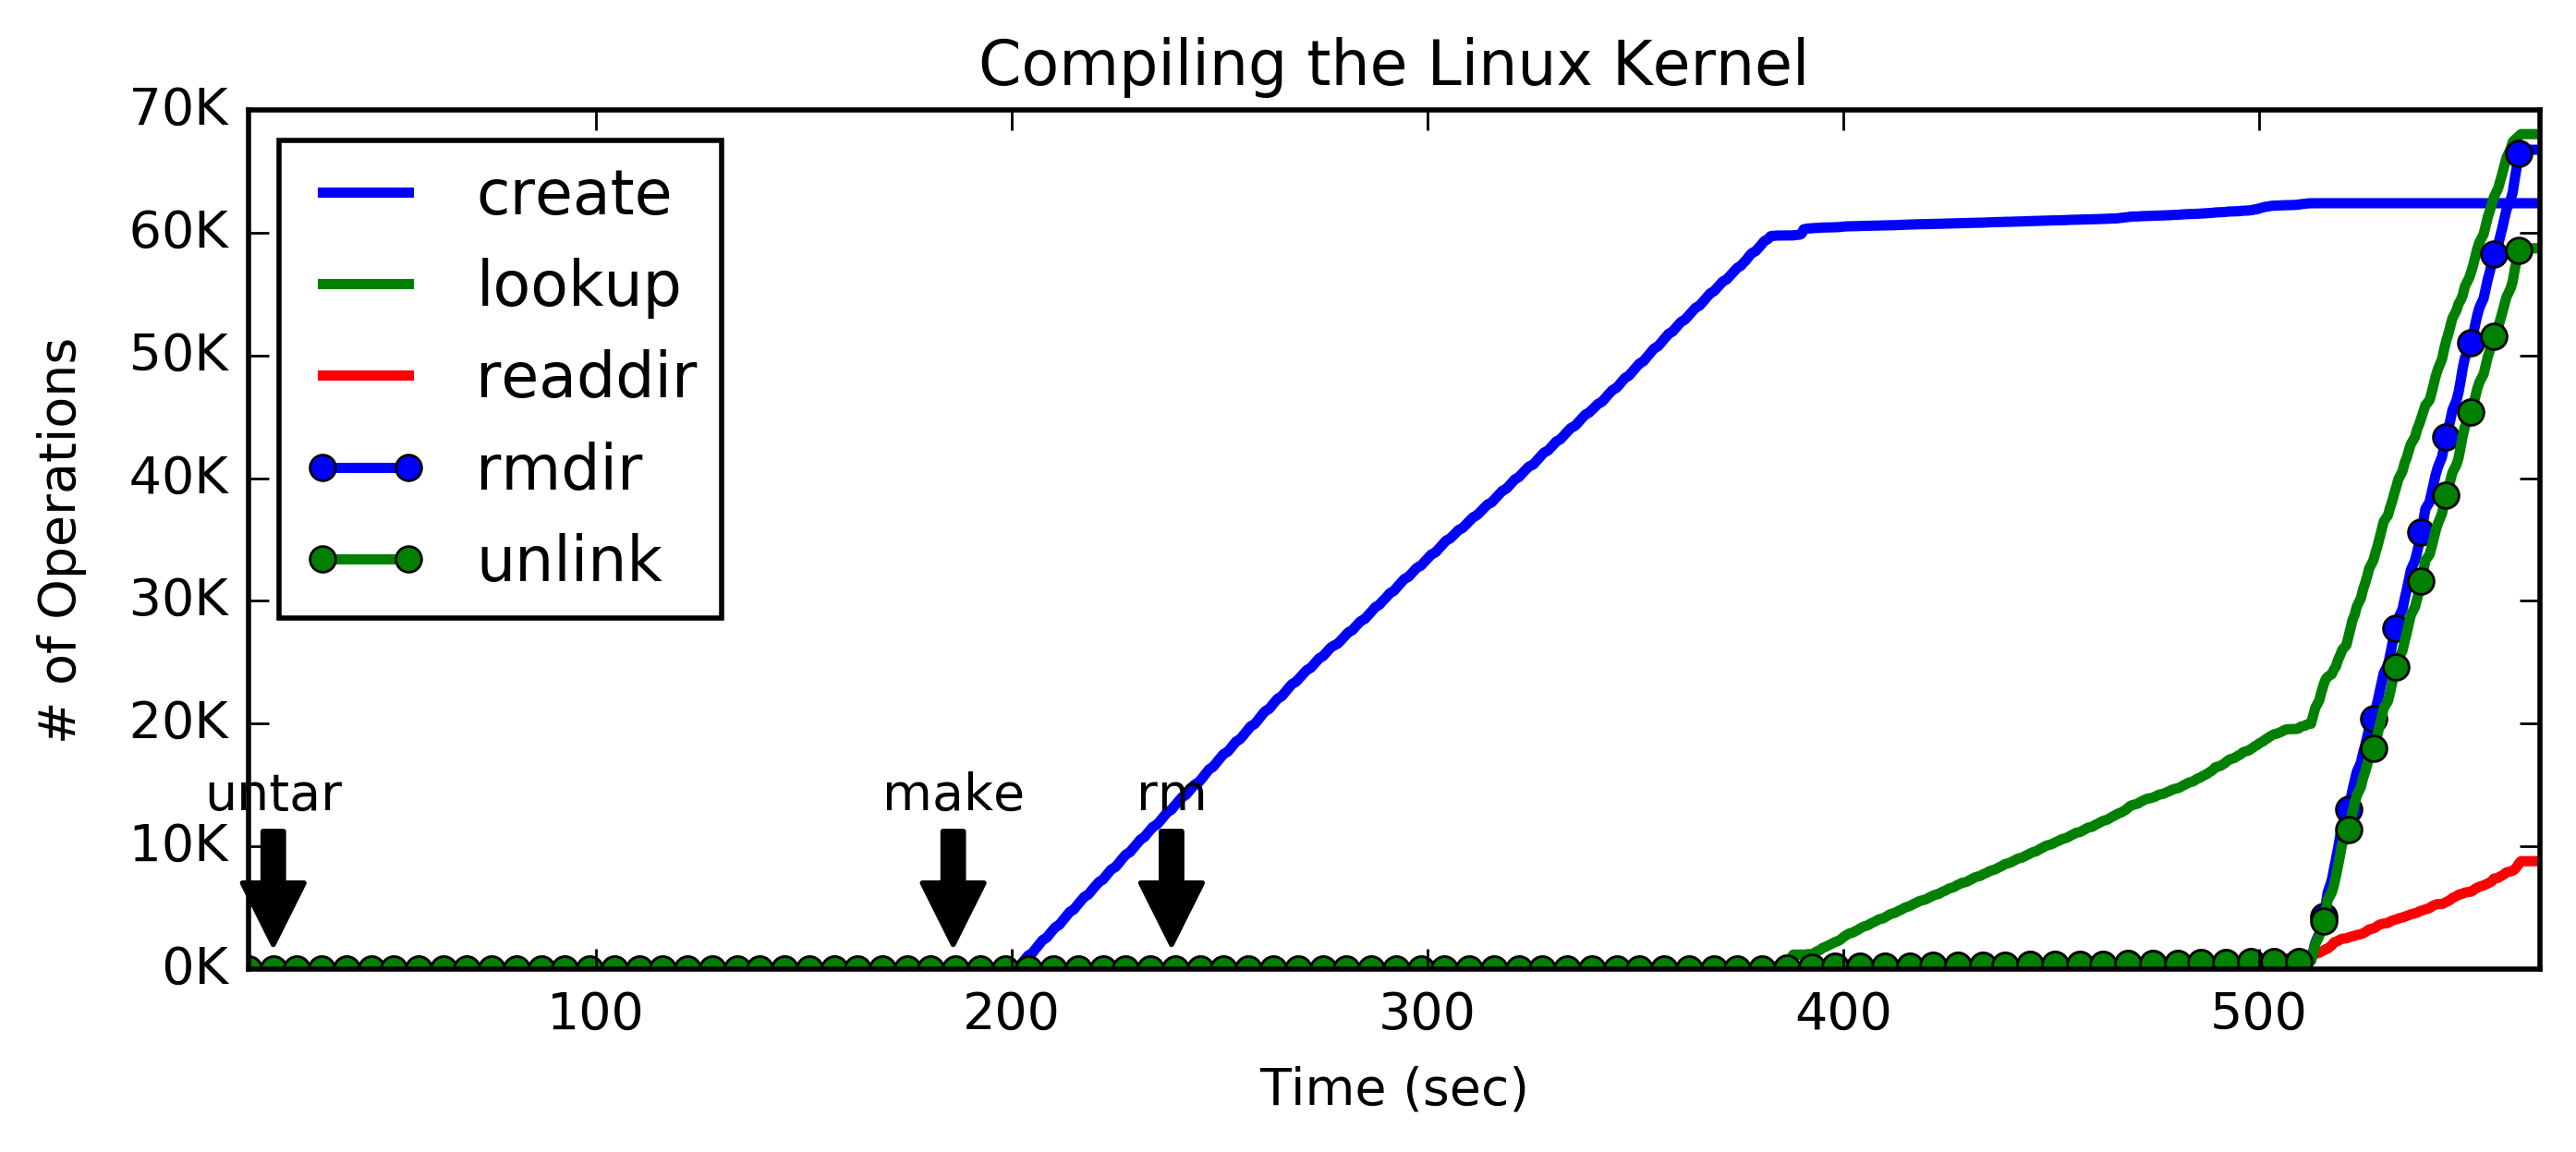 Compiling the Linux Kernel
70K
60K
50K
40K
30K
20K
10K
0K
# of Operations
create
lookup
readdir
rmdir
unlink
untar
make
rm
100
200
300
400
500
Time (sec)